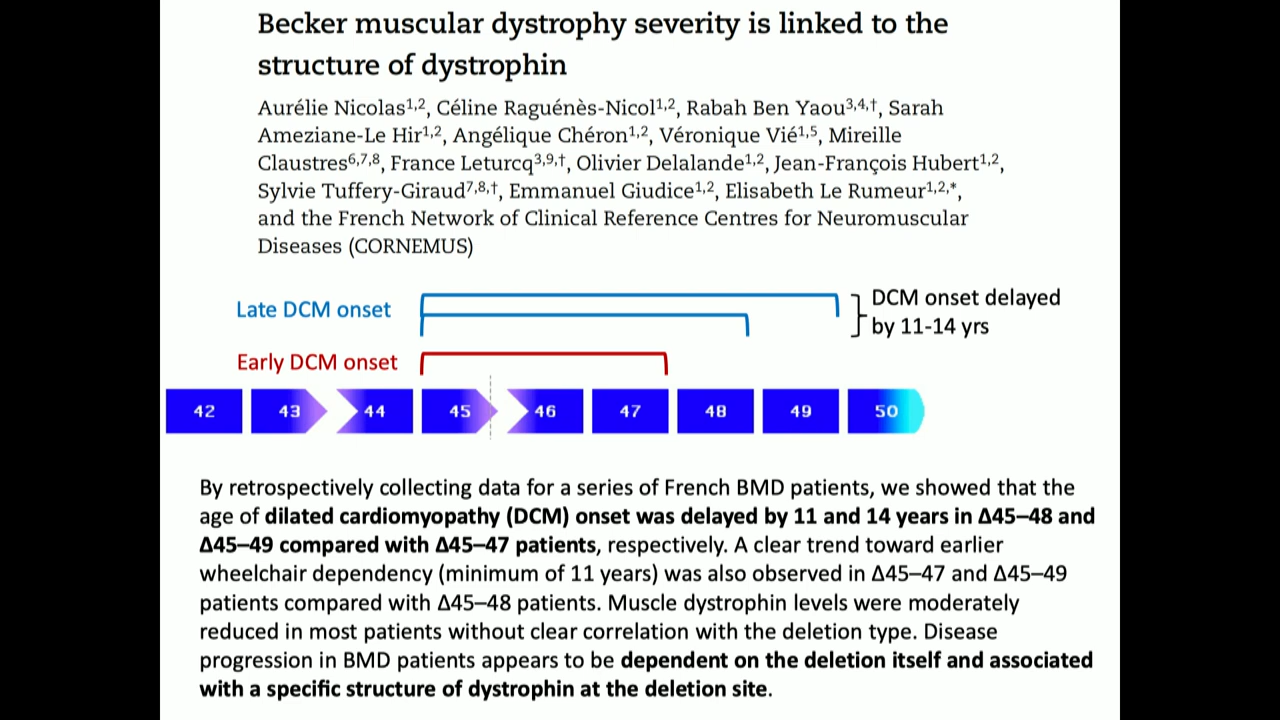 Becker muscular dystrophy severity is linked to the
structure of dystrophin
Aurélie Nicolas1,2, Céline Raguénès-Nicol1,2, Rabah Ben Yaou3,4,†, Sarah
Ameziane-Le Hir1,2, Angélique Chéron1,2, Véronique Vié1,5, Mireille
Claustres6,7,8, France Leturcq3,9,†, Olivier Delalande1,2, Jean-François Hubert1,2,
Sylvie Tuffery-Giraud7,8,†, Emmanuel Giudice1,2, Elisabeth Le Rumeur1,2,*,
and the French Network of Clinical Reference Centres for Neuromuscular
Diseases (CORNEMUS)
Late DCM onset
DCM onset delayed
by 11-14 yrs
Early DCM onset
42 43 44 45 46 47 48 49 50
By retrospectively collecting data for a series of French BMD patients, we showed that the
age of dilated cardiomyopathy (DCM) onset was delayed by 11 and 14 years in Δ45–48 and
Δ45–49 compared with Δ45–47 patients, respectively. A clear trend toward earlier
wheelchair dependency (minimum of 11 years) was also observed in Δ45–47 and Δ45–49
patients compared with Δ45–48 patients. Muscle dystrophin levels were moderately
reduced in most patients without clear correlation with the deletion type. Disease
progression in BMD patients appears to be dependent on the deletion itself and associated
with a specific structure of dystrophin at the deletion site.